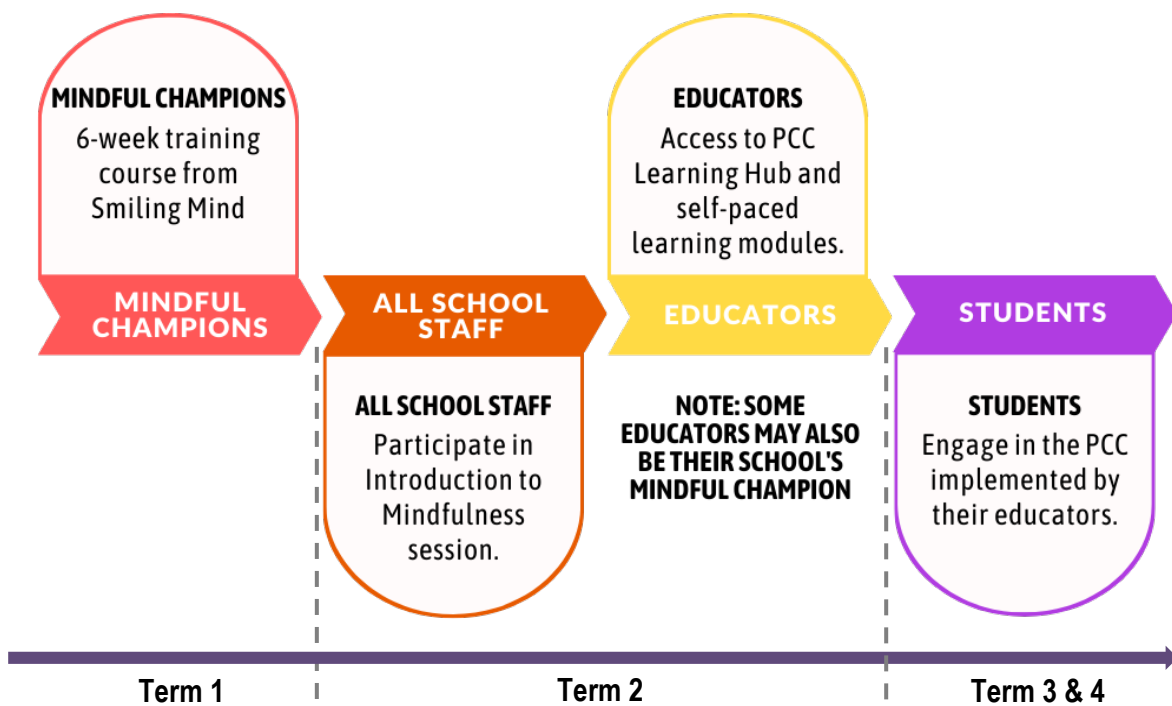 MINDFUL CHAMPIONS
6-week training
course from
Smiling Mind
EDUCATORS
Access to PCC
Learning Hub and
self-paced
learning modules.
MINDFUL
CHAMPIONS
ALL SCHOOL
STAFF
EDUCATORS
STUDENTS
ALL SCHOOL STAFF
Participate in
Introduction to
Mindfulness
session.
NOTE: SOME
EDUCATORS MAY ALSO
BE THEIR SCHOOL'S
MINDFUL CHAMPION
STUDENTS
Engage in the PCC
implemented by
their educators.
Term 1
Term 2
Term 3 & 4